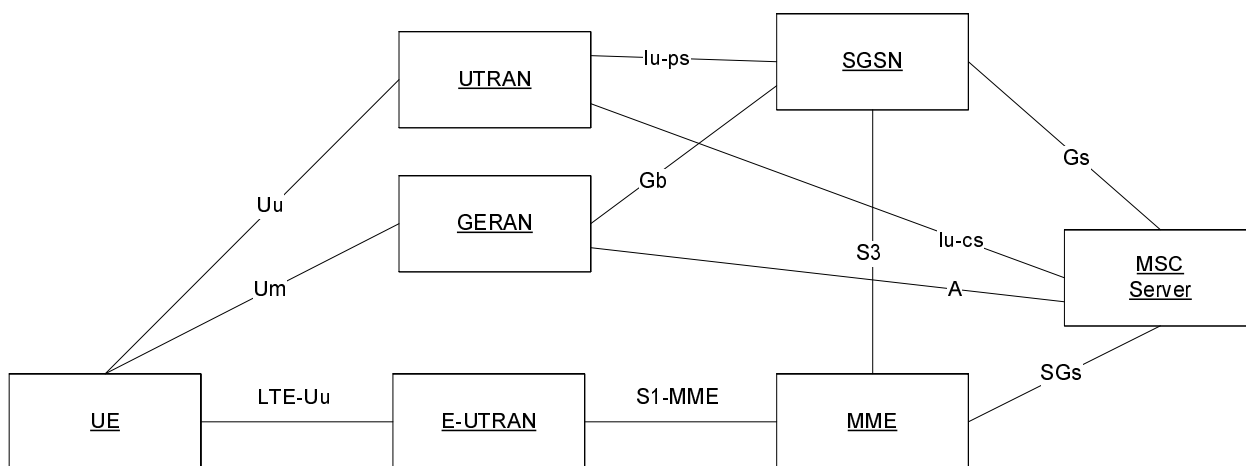 UTRAN
Iu-ps
SGSN
Gs
Gb
Uu
GERAN
Iu-cs
S3
MSC
Server
Um
A
SGs
UE
LTE-Uu
E-UTRAN
S1-MME
MME